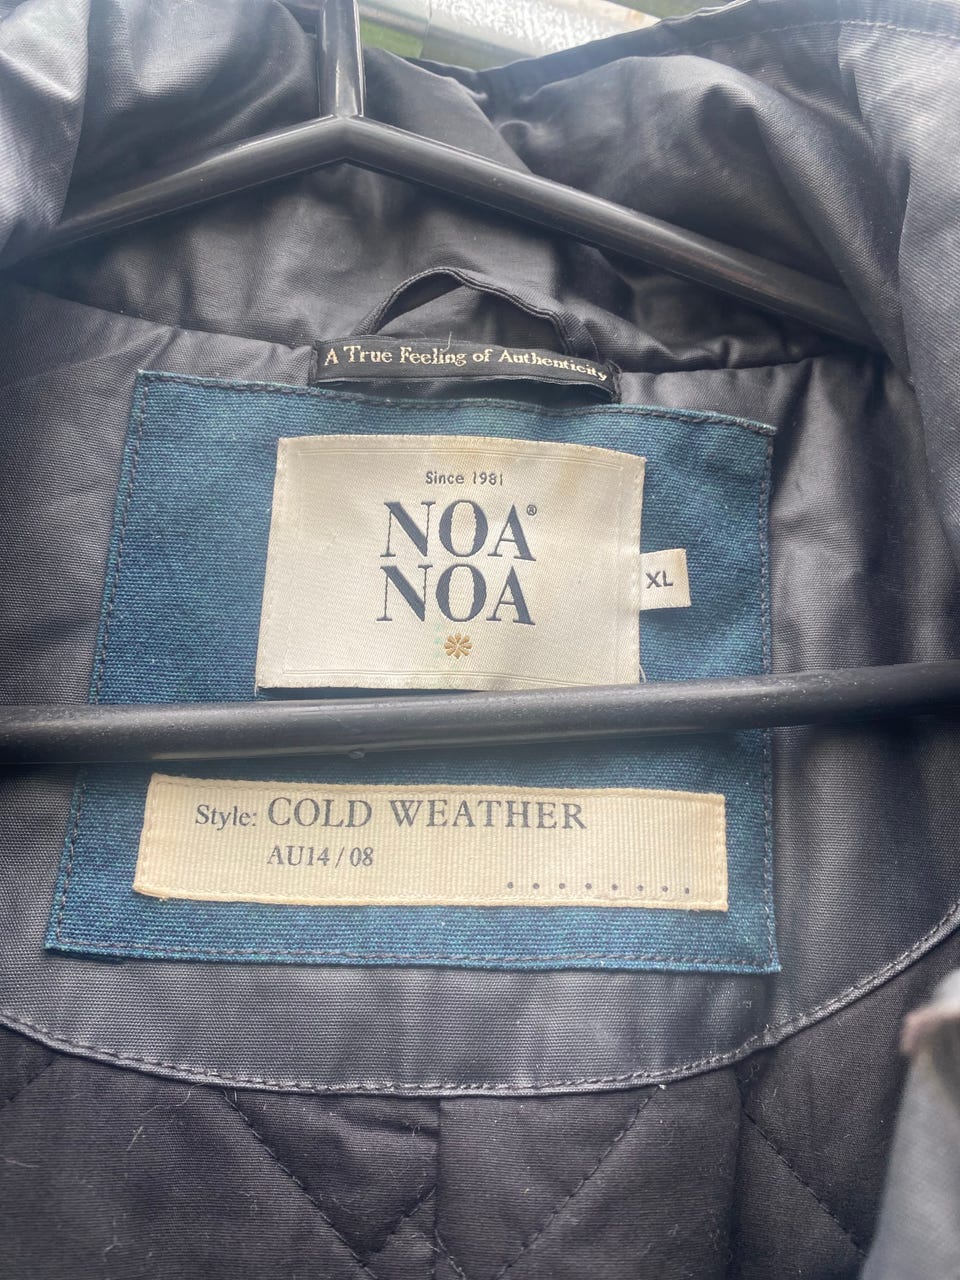 A True Feeling of Authenticity
Since 1981
NOA®
NOA
XL
Style: COLD WEATHER
AU14/08
........